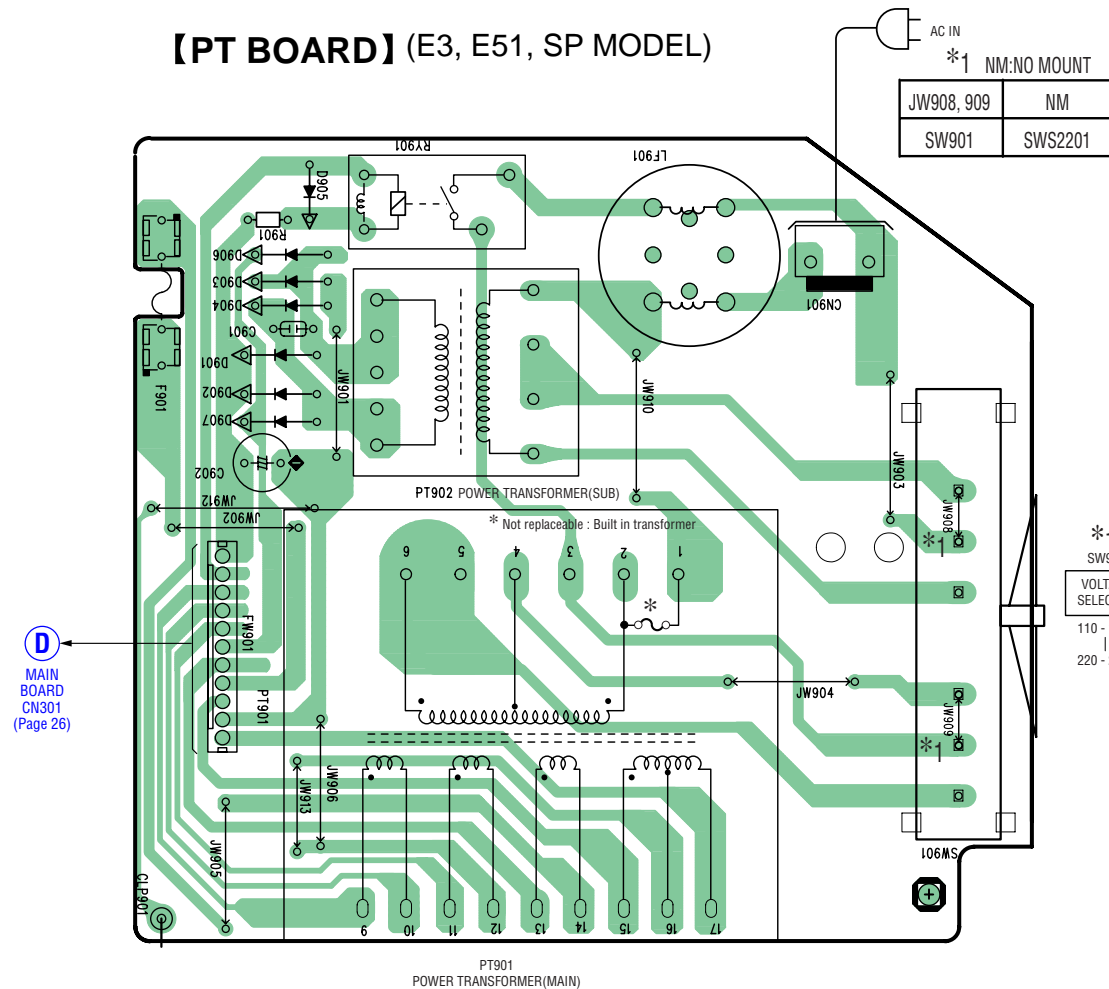 【PT BOARD】 (E3, E51, SP MODEL)
AC IN
*1 NM:NO MOUNT
JW908, 909 NM
SW901 SWS2201
RY901
LF901
D905
R901
D906
D903
D904
C901
D901
D902
D907
F901
JW901
C902
JW912
JW902
CN901
JW910
JW903
JW908
*1
PT902 POWER TRANSFORMER(SUB)
* Not replaceable : Built in transformer
6 5 4 3 2 1
*
FW901
PT901
D
MAIN
BOARD
CN301
(Page 26)
JW904
JW909
*1
JW906
JW913
JW905
CLP901
SW901
9 10 11 12 13 14 15 16 17
PT901
POWER TRANSFORMER(MAIN)
110 -
220 -